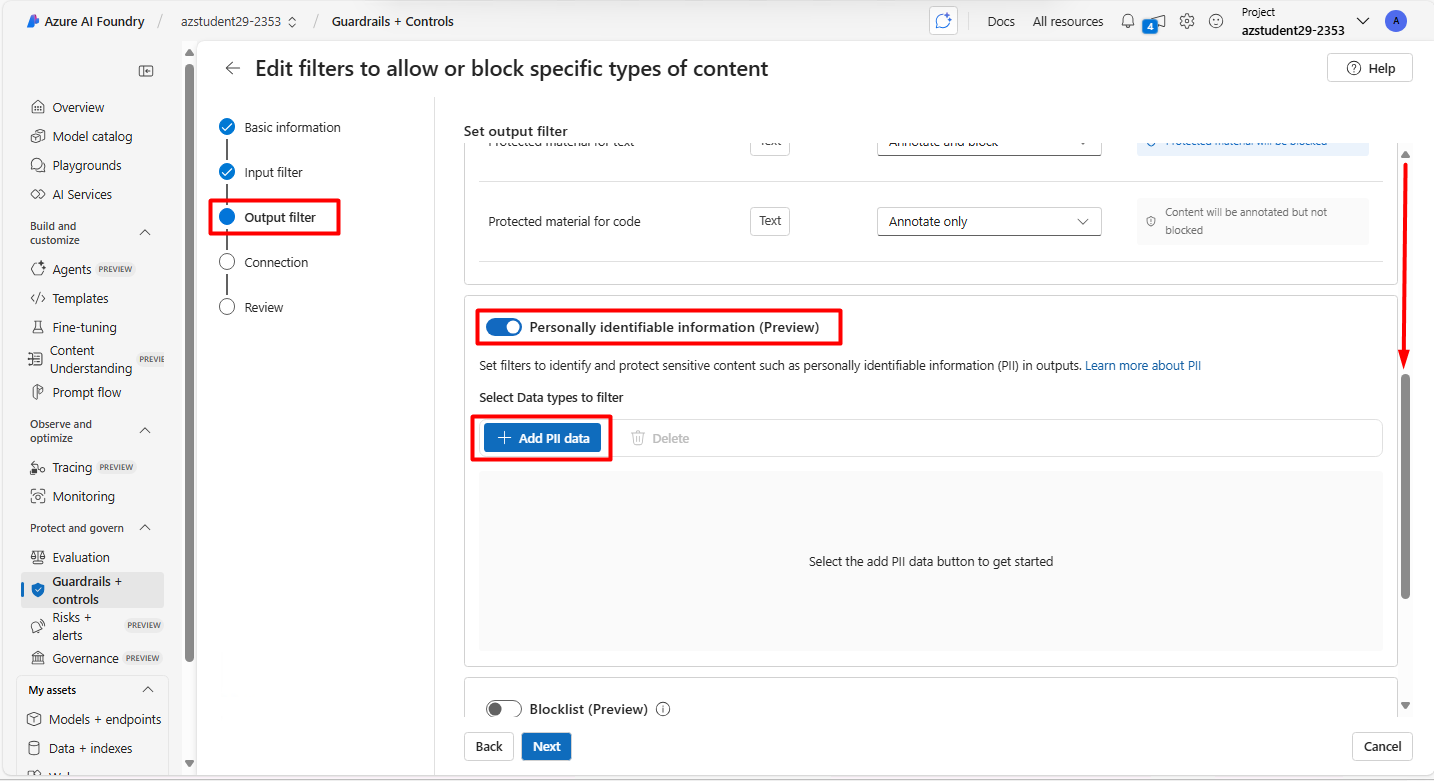 Azure AI Foundry / azstudent29-2353 / Guardrails + Controls
Docs All resources 4 Project
azstudent29-2353 A
Edit filters to allow or block specific types of content
Help
Overview
Model catalog
Playgrounds
AI Services
Build and
customize
Agents PREVIEW
Templates
Fine-tuning
Content
Understanding PREVIE
Prompt flow
Observe and
optimize
Tracing PREVIEW
Monitoring
Protect and govern
Evaluation
Guardrails +
controls
Risks +
alerts PREVIEW
Governance PREVIEW
My assets
Models + endpoints
Data + indexes
Basic information
Input filter
Output filter
Connection
Review
Set output filter
Protected material for text Text Annotate and block Protected material will be blocked
Protected material for code Text Annotate only Content will be annotated but not
blocked
Personally identifiable information (Preview)
Set filters to identify and protect sensitive content such as personally identifiable information (PII) in outputs. Learn more about PII
Select Data types to filter
+ Add PII data Delete
Select the add PII data button to get started
Blocklist (Preview)
Back Next Cancel